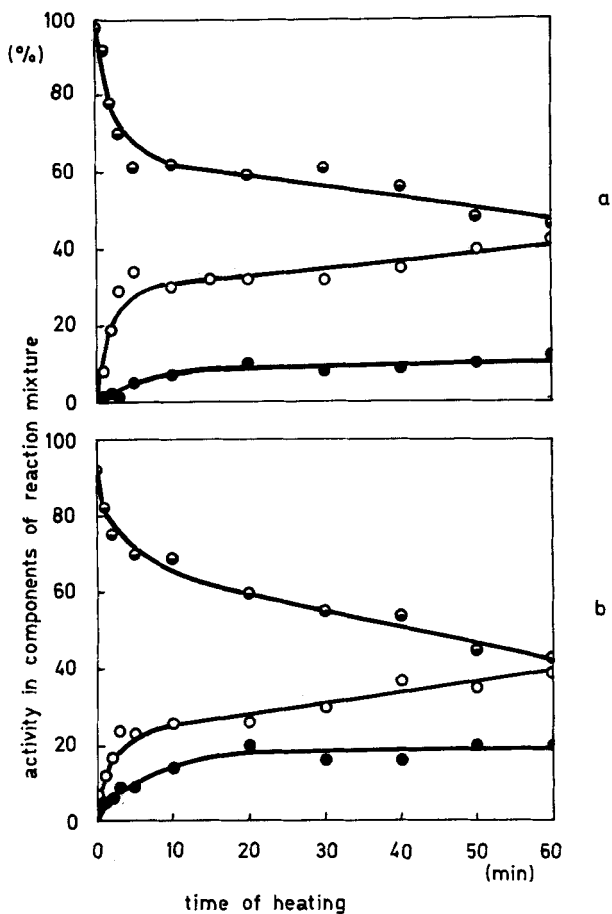 100
(%)
80
60
40
20
0
a
100
80
60
40
20
0
b
activity in components of reaction mixture
0 10 20 30 40 50 60
(min)
time of heating